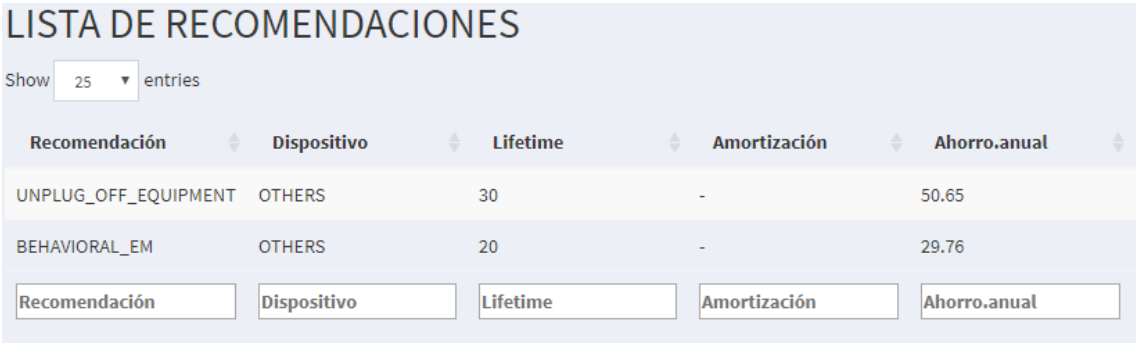 LISTA DE RECOMENDACIONES
Show 25 entries
Recomendación Dispositivo Lifetime Amortización Ahorro.anual
UNPLUG_OFF_EQUIPMENT OTHERS 30 - 50.65
BEHAVIORAL_EM OTHERS 20 - 29.76
Recomendación Dispositivo Lifetime Amortización Ahorro.anual